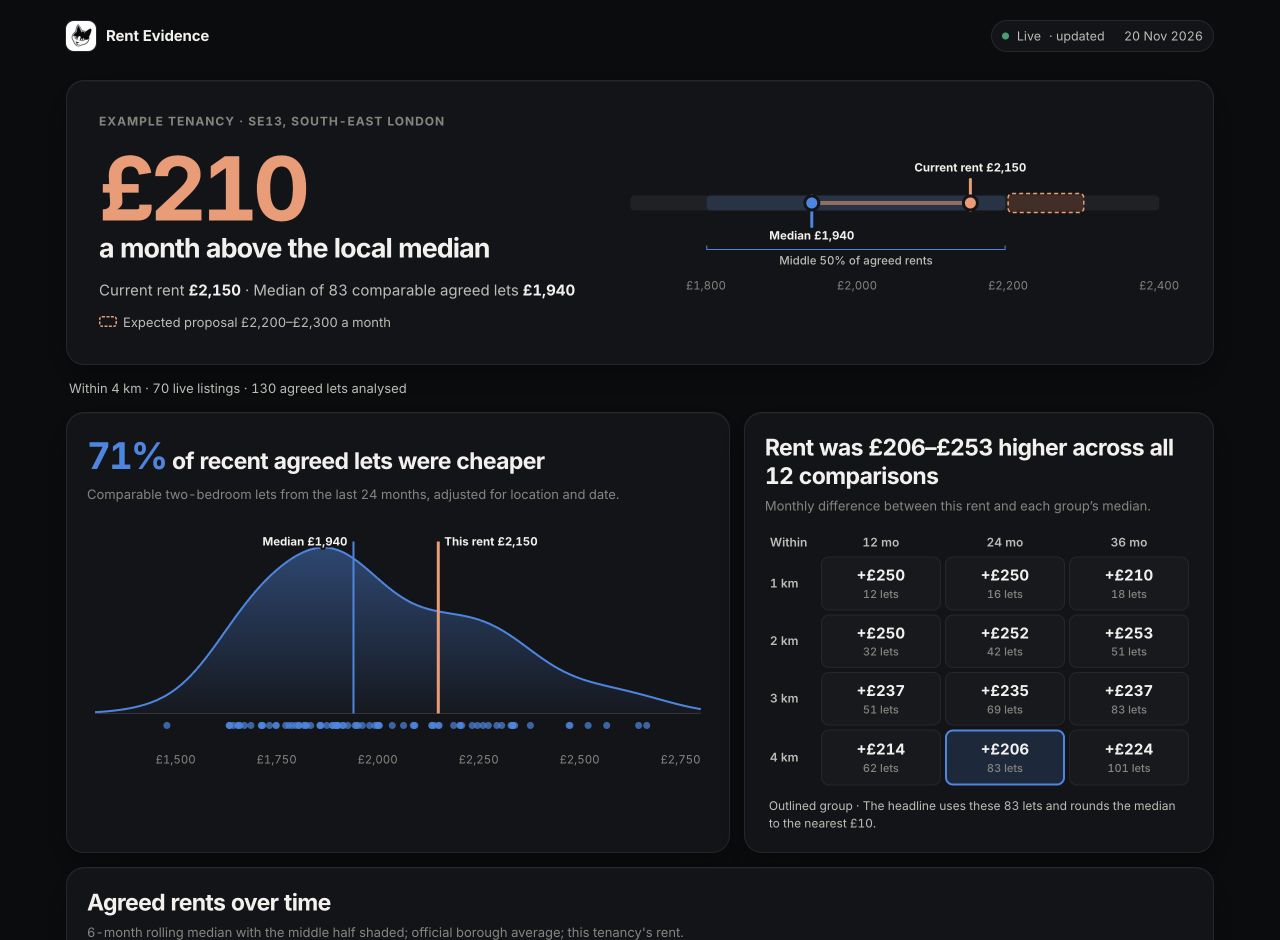 Rent Evidence
Live · updated 20 Nov 2026
EXAMPLE TENANCY · SE13, SOUTH-EAST LONDON
£210
a month above the local median
Current rent £2,150 · Median of 83 comparable agreed lets £1,940
Expected proposal £2,200–£2,300 a month
Current rent £2,150
Median £1,940
Middle 50% of agreed rents
£1,800 £2,000 £2,200 £2,400
Within 4 km · 70 live listings · 130 agreed lets analysed
71% of recent agreed lets were cheaper
Comparable two-bedroom lets from the last 24 months, adjusted for location and date.
Median £1,940 This rent £2,150
£1,500 £1,750 £2,000 £2,250 £2,500 £2,750
Rent was £206–£253 higher across all
12 comparisons
Monthly difference between this rent and each group’s median.
Within 12 mo 24 mo 36 mo
1 km +£250 +£250 +£210
12 lets 16 lets 18 lets
2 km +£250 +£252 +£253
32 lets 42 lets 51 lets
3 km +£237 +£235 +£237
51 lets 69 lets 83 lets
4 km +£214 +£206 +£224
62 lets 83 lets 101 lets
Outlined group · The headline uses these 83 lets and rounds the median
to the nearest £10.
Agreed rents over time
6-month rolling median with the middle half shaded; official borough average; this tenancy's rent.